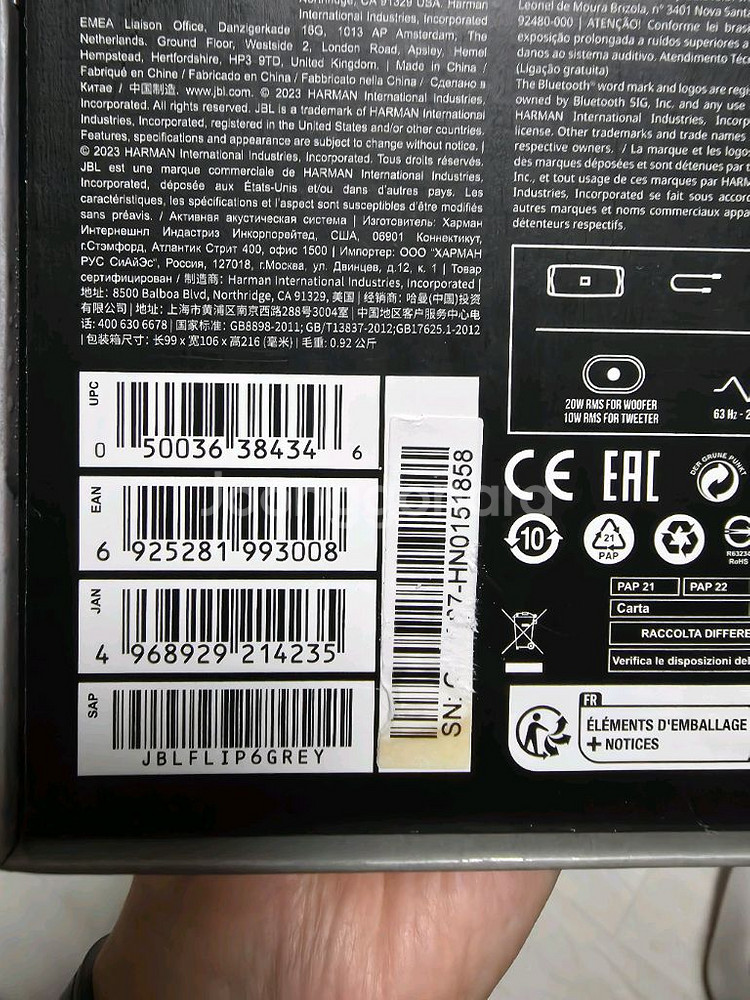 Northridge, CA 91329 USA. HARMAN
International Industries, Incorporated
EMEA Liaison Office, Danzigerkade 16G, 1013 AP Amsterdam, The
Netherlands. Ground Floor, Westside 2, London Road, Apsley, Hemel
Hempstead, Hertfordshire, HP3 9TD, United Kingdom. | Made in China /
Fabriqué en Chine / Fabricado en China / Fabbricato nella China / Сделано в
Китае / 中国制造. www.jbl.com. © 2023 HARMAN International Industries,
Incorporated. All rights reserved. JBL is a trademark of HARMAN International
Industries, Incorporated, registered in the United States and/or other countries.
Features, specifications and appearance are subject to change without notice. |
© 2023 HARMAN International Industries, Incorporated. Tous droits réservés.
JBL est une marque commerciale de HARMAN International Industries,
Incorporated, déposée aux États-Unis et/ou dans d'autres pays. Les
caractéristiques, les spécifications et l'aspect sont susceptibles d'être modifiés
sans préavis. / Активная акустическая система | Изготовитель: Харман
Интернешнл Индастриз Инкорпорейтед, США, 06901 Коннектикут,
г.Стэмфорд, Атлантик Стрит 400, офис 1500 | Импортер: ООО "ХАРМАН
РУС СиАйЭс", Россия, 127018, г.Москва, ул. Двинцев, д.12, к. 1 | Товар
сертифицирован / 制造商: Harman International Industries, Incorporated |
地址: 8500 Balboa Blvd, Northridge, CA 91329, 美国 | 经销商: 哈曼(中国)投资
有限公司 | 地址: 上海市黄浦区南京西路288号3004室 | 中国地区客户服务中心电
话: 400 630 6678 | 国家标准: GB8898-2011; GB/T13837-2012;GB17625.1-2012
| 包装箱尺寸: 长99 x 宽106 x 高216 (毫米) | 毛重: 0.92 公斤
Leonel de Moura Brizola, n° 3401 Nova Santa
92480-000 | ATENÇÃO! Conforme lei brasi
exposição prolongada a ruídos superiores a
danos ao sistema auditivo. Atendimento Téc
(Ligação gratuita)
The Bluetooth® word mark and logos are regi
owned by Bluetooth SIG, Inc. and any use
HARMAN International Industries, Incorp
license. Other trademarks and trade names
respective owners. / La marque et les logo
des marques déposées et sont détenues par t
Inc., et tout usage de ces marques par HARM
Industries, Incorporated se fait sous accor
autres marques et noms commerciaux appa
détenteurs respectifs.
20W RMS FOR WOOFER
10W RMS FOR TWEETER
63 Hz - 2
UPC
0 50036 38434 6
EAN
6 925281 993008
JAN
4 968929 214235
SAP
JBLFLIP6GREY
SN: 7-HN0151858
Joonggonara
CE EAC
DER GRÜNE PUNKT
10
21
PAP
RoHS
PAP 21 PAP 22
Carta
RACCOLTA DIFFERE
Verifica le disposizioni del
FR
ÉLÉMENTS D'EMBALLAGE
+ NOTICES